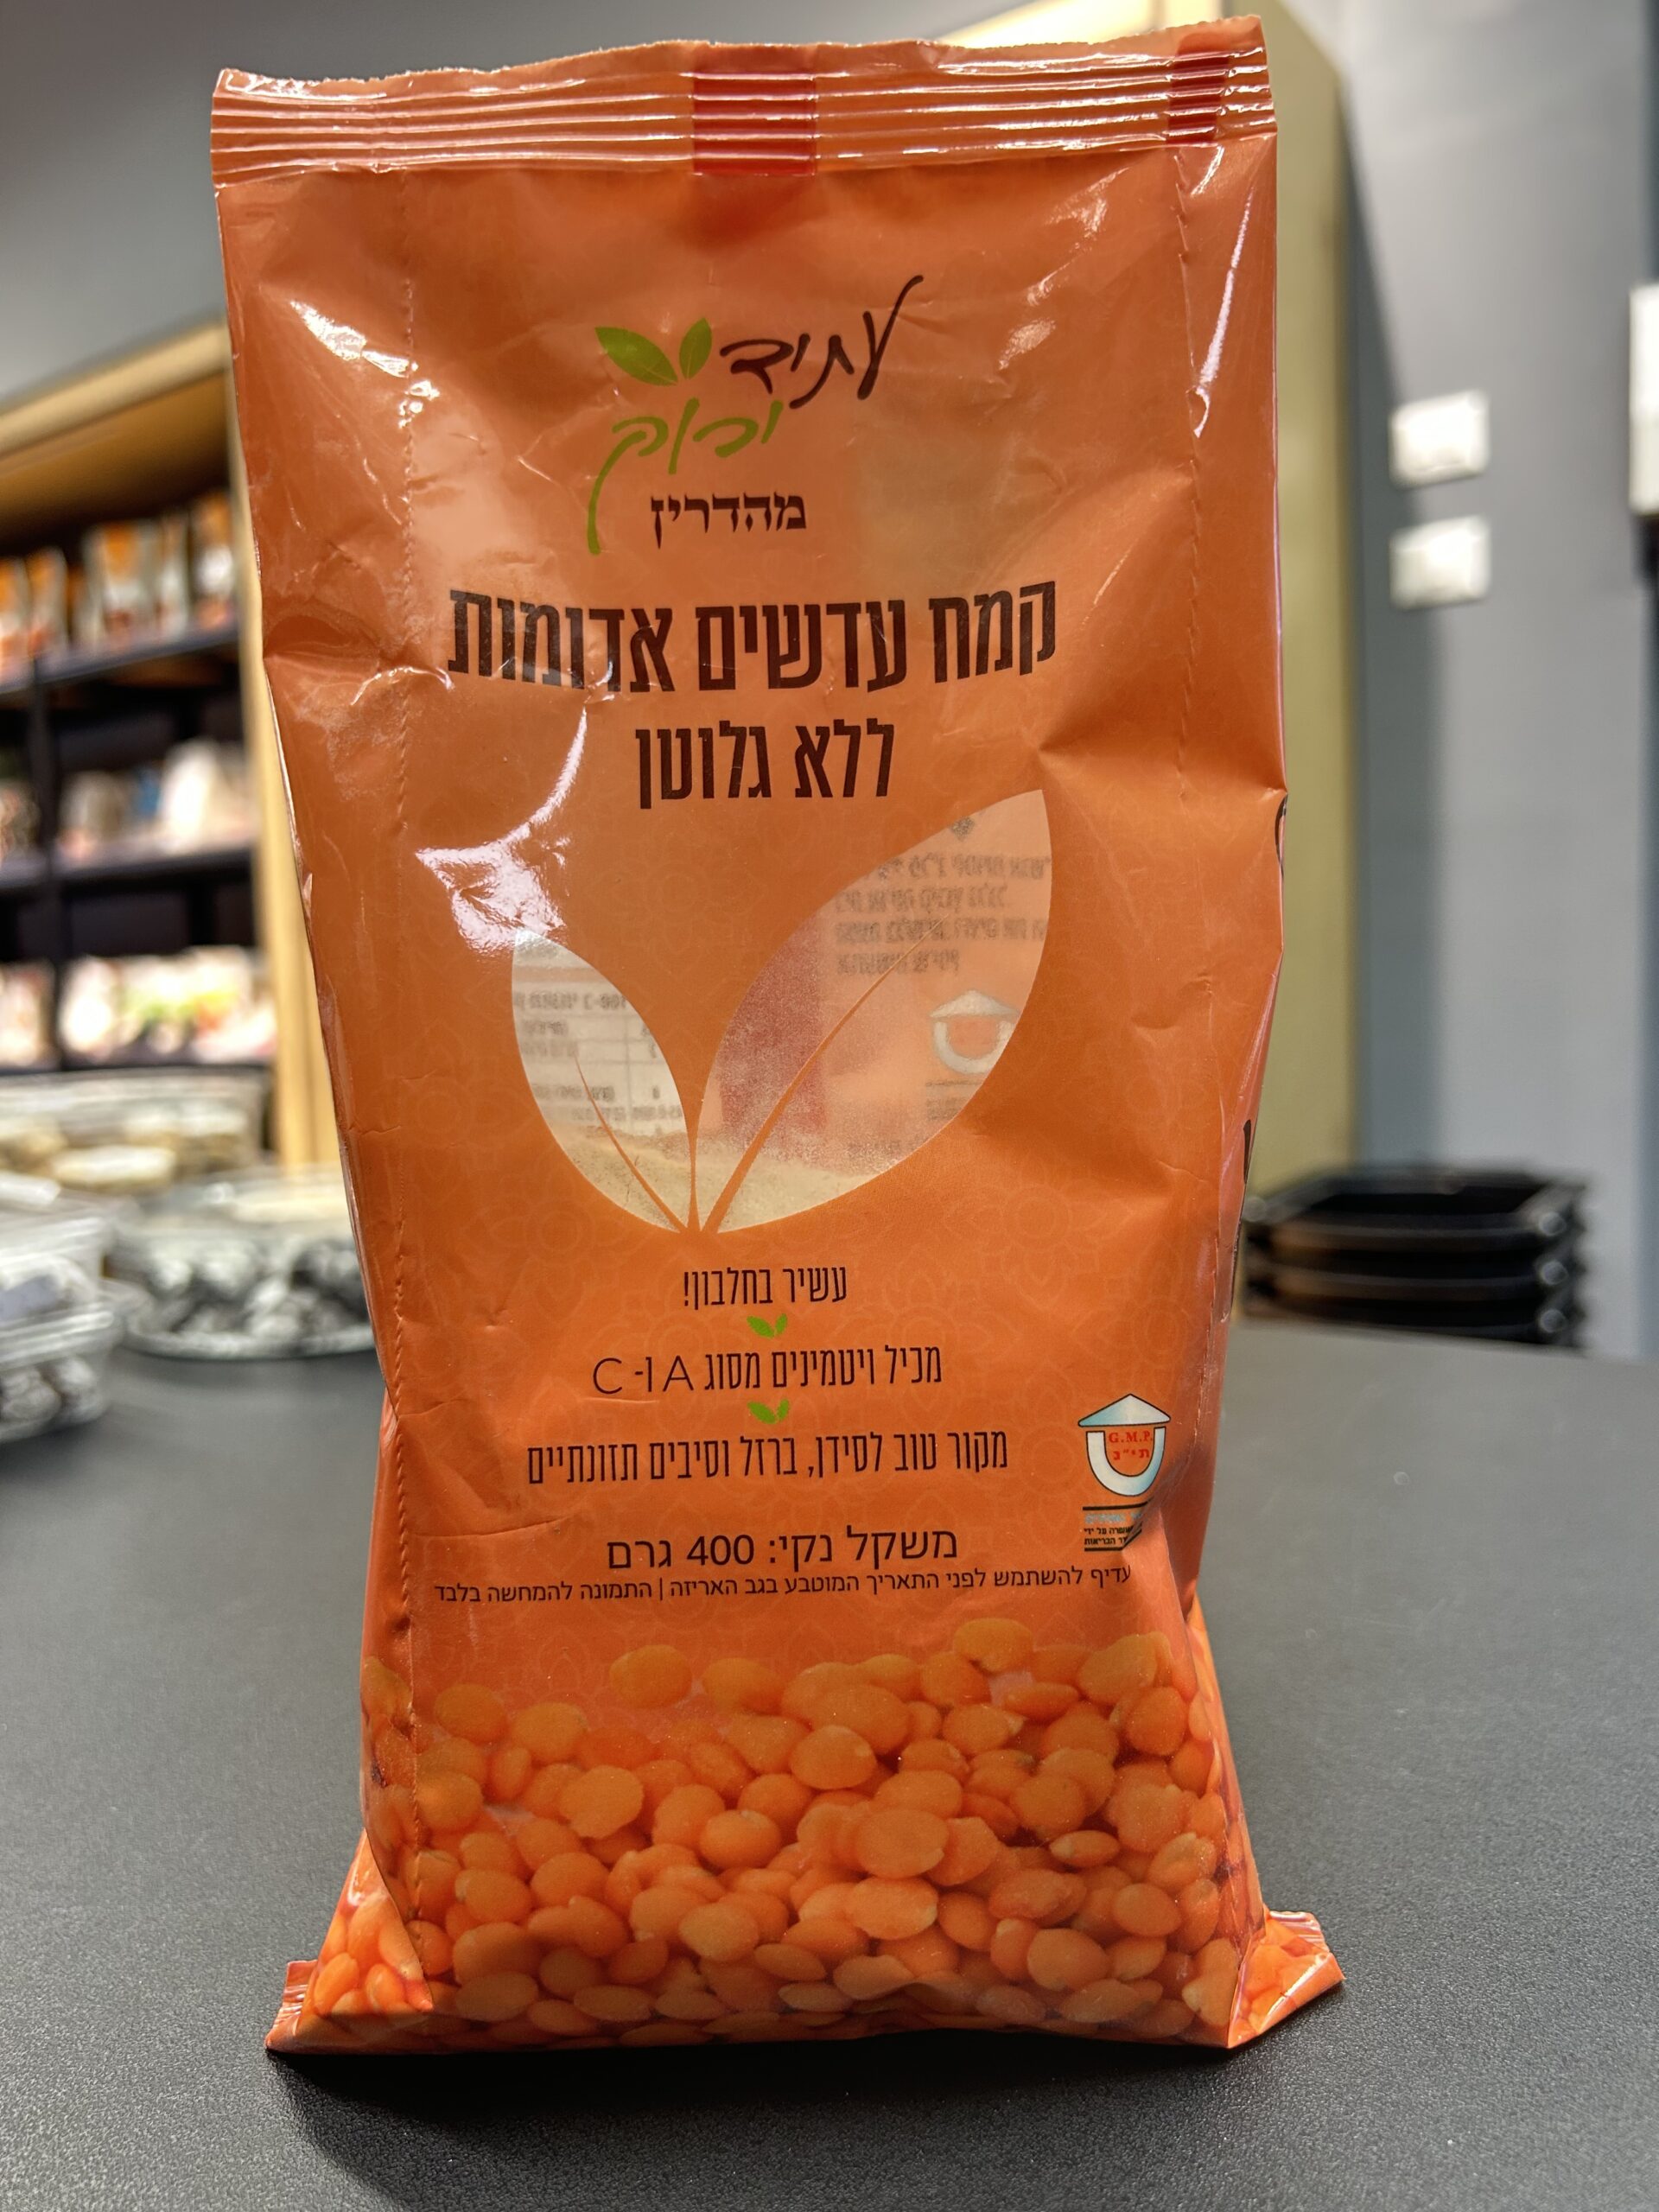 עתיד
ירוק
מהדרין
קמח עדשים אדומות
ללא גלוטן
עשיר בחלבון!
מכיל ויטמינים מסוג A ו-C
מקור טוב לסידן, ברזל וסיבים תזונתיים
G.M.P.
ת״י נ
משקל נקי: 400 גרם
עדיף להשתמש לפני התאריך המוטבע בגב האריזה | התמונה להמחשה בלבד